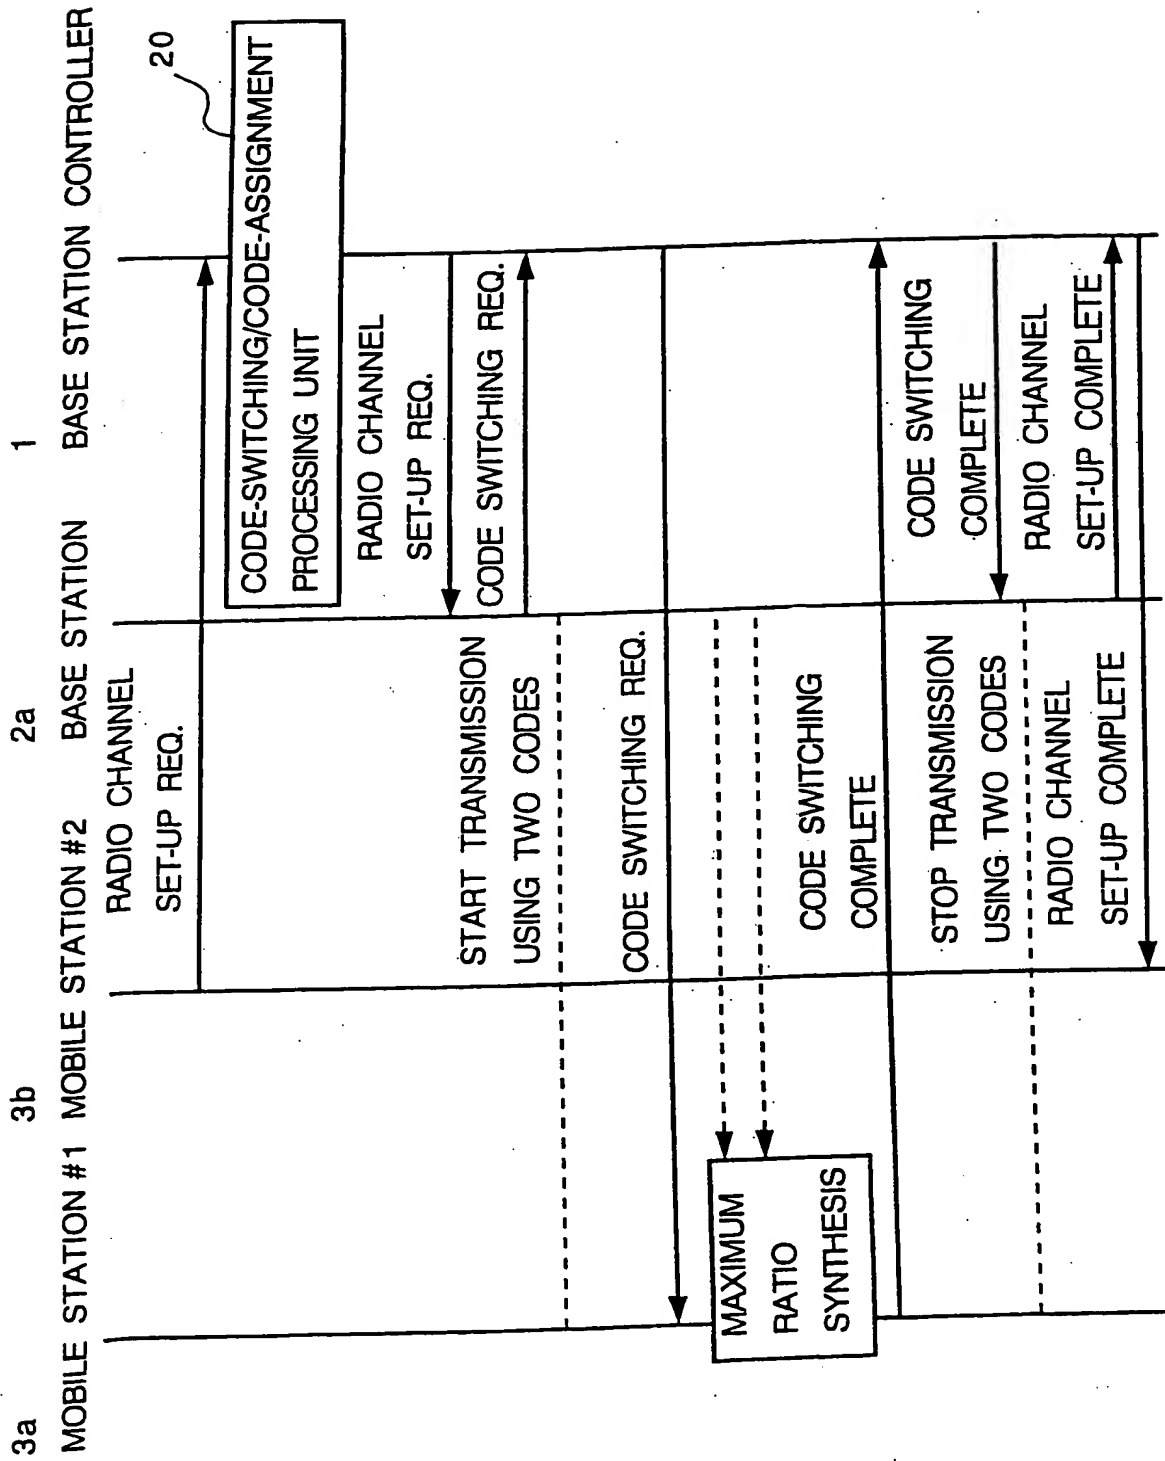 3a
3b
2a
1
MOBILE STATION #1
MOBILE STATION #2
BASE STATION
BASE STATION CONTROLLER
RADIO CHANNEL
SET-UP REQ.
20
CODE-SWITCHING/CODE-ASSIGNMENT
PROCESSING UNIT
RADIO CHANNEL
SET-UP REQ.
START TRANSMISSION
USING TWO CODES
CODE SWITCHING REQ.
CODE SWITCHING REQ.
MAXIMUM
RATIO
SYNTHESIS
CODE SWITCHING
COMPLETE
CODE SWITCHING
COMPLETE
STOP TRANSMISSION
USING TWO CODES
RADIO CHANNEL
SET-UP COMPLETE
RADIO CHANNEL
SET-UP COMPLETE